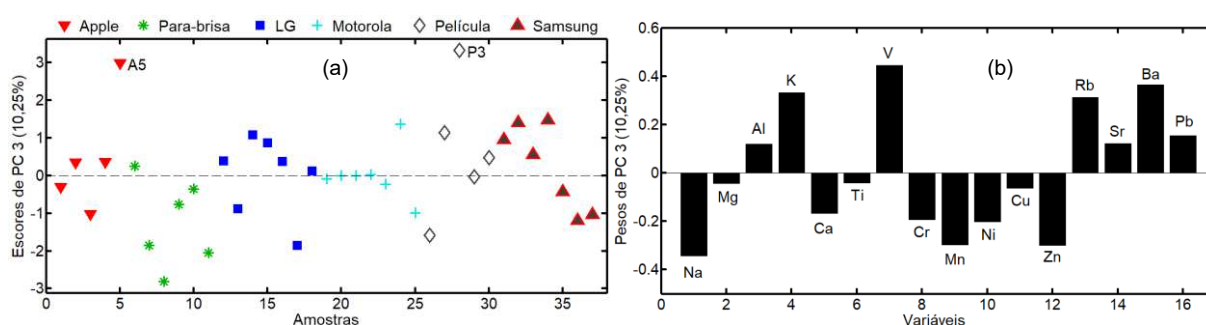 Apple Para-brisa LG Motorola Película Samsung
Escores de PC 3 (10,25%)
3
2
1
0
-1
-2
-3
A5
(a)
P3
0 5 10 15 20 25 30 35
Amostras
Pesos de PC 3 (10,25%)
0.6
0.4
0.2
0
-0.2
-0.4
(b)
Na
Mg
Al
K
Ca
Ti
V
Cr
Mn
Ni
Cu
Zn
Rb
Sr
Ba
Pb
0 2 4 6 8 10 12 14 16
Variáveis